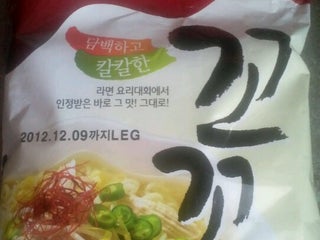 담백하고
칼칼한
라면 요리대회에서
인정받은 바로 그 맛! 그대로!
2012.12.09까지LEG
꼬꼬